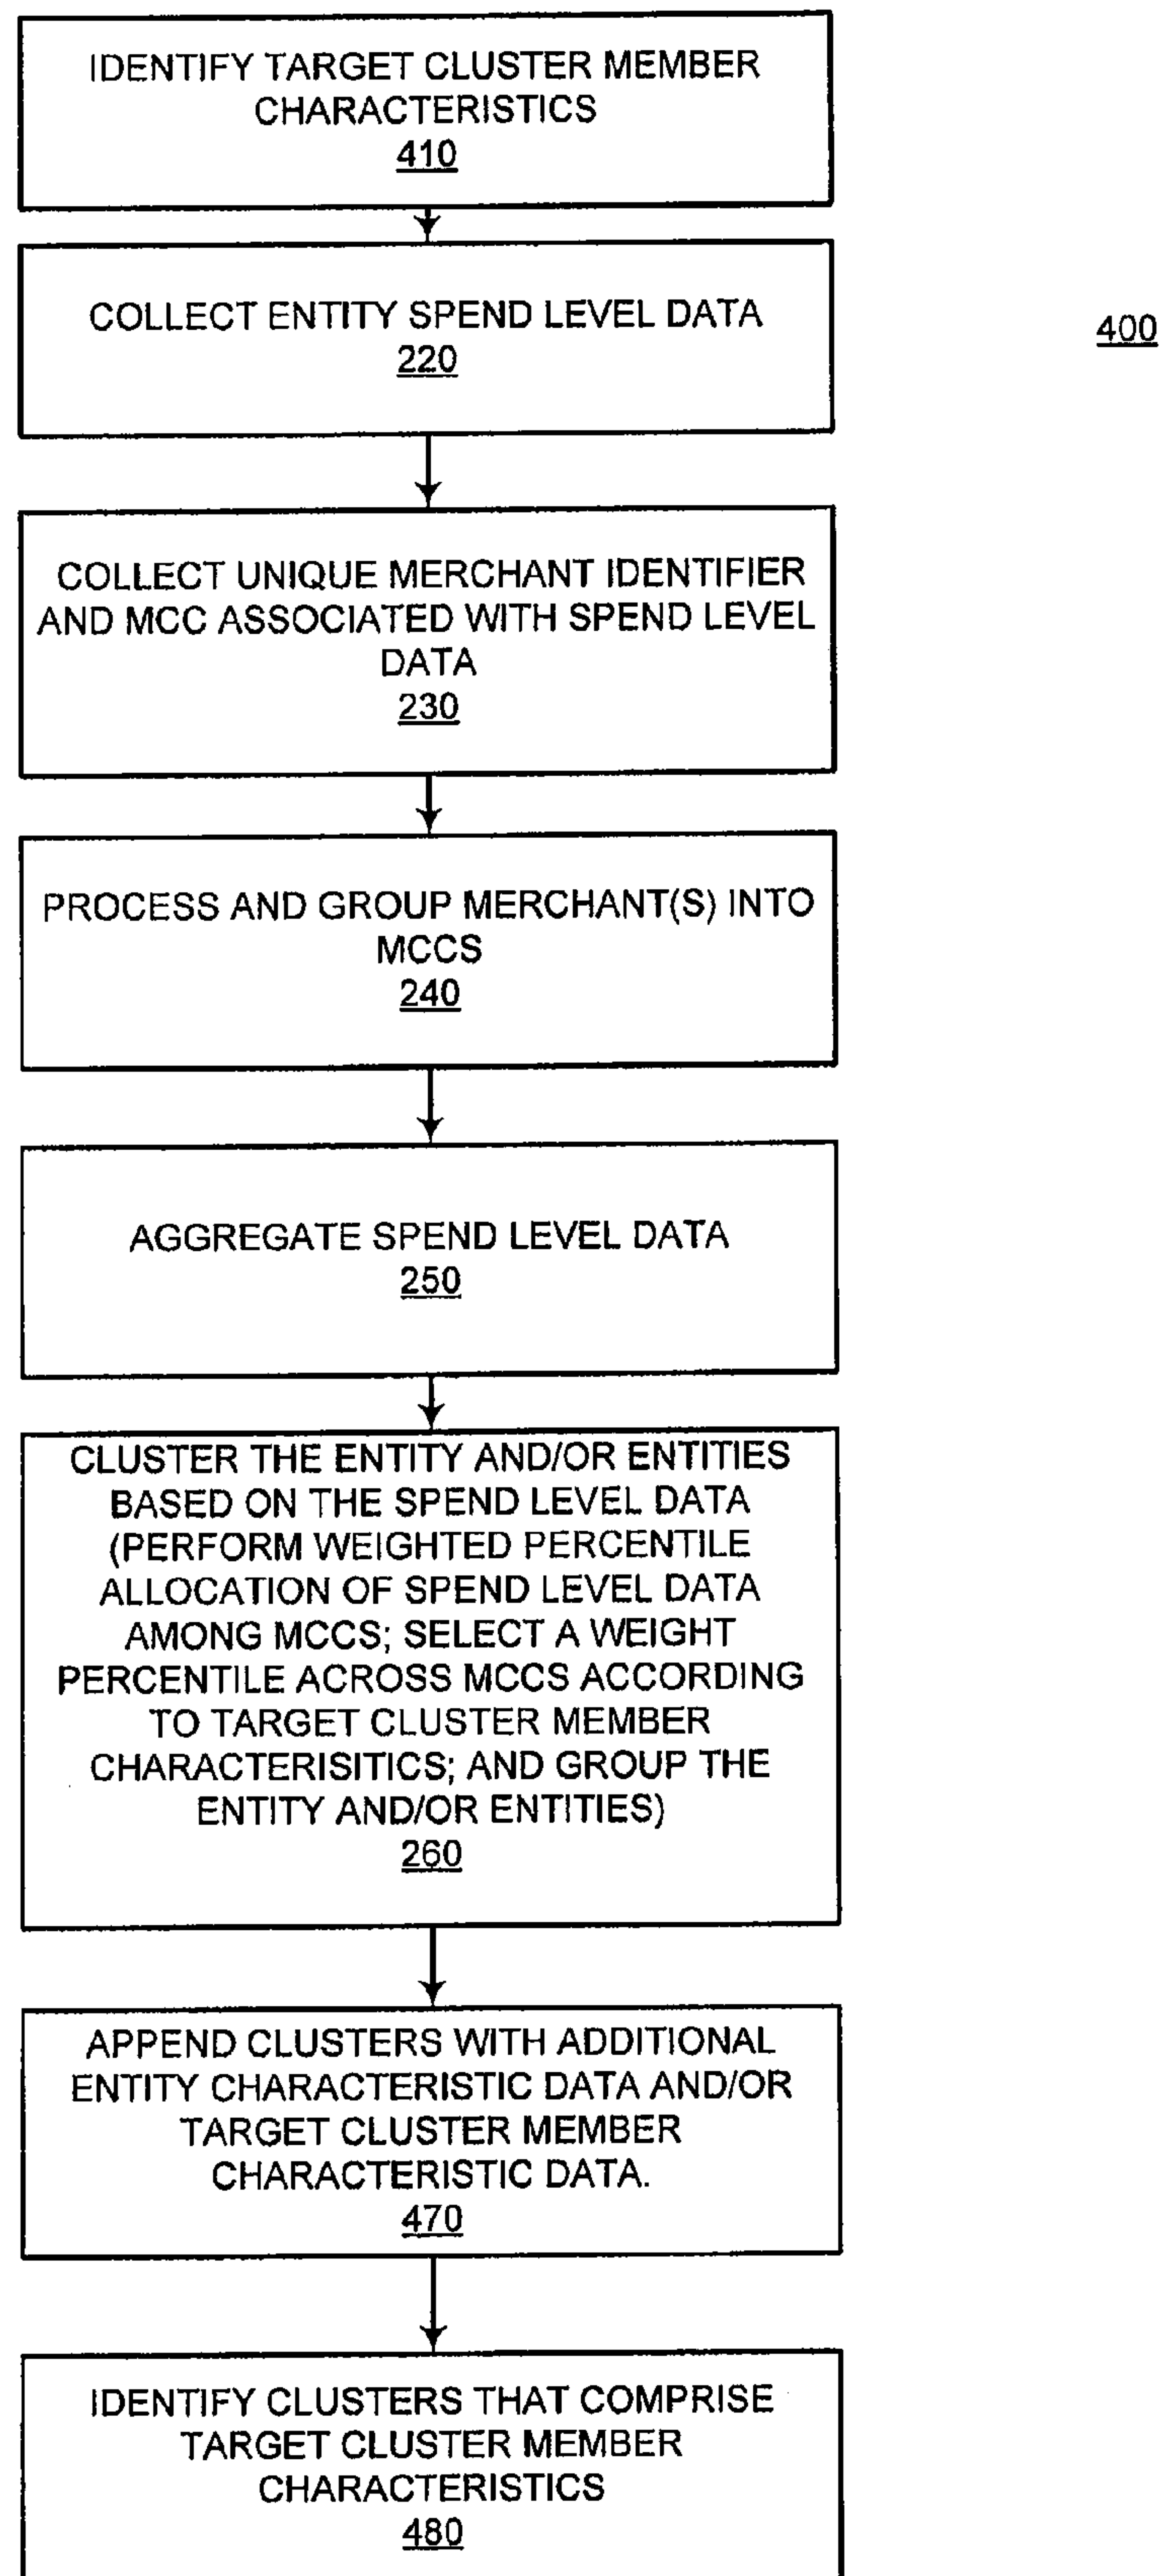 IDENTIFY TARGET CLUSTER MEMBER
CHARACTERISTICS
410
COLLECT ENTITY SPEND LEVEL DATA
220
400
COLLECT UNIQUE MERCHANT IDENTIFIER
AND MCC ASSOCIATED WITH SPEND LEVEL
DATA
230
PROCESS AND GROUP MERCHANT(S) INTO
MCCS
240
AGGREGATE SPEND LEVEL DATA
250
CLUSTER THE ENTITY AND/OR ENTITIES
BASED ON THE SPEND LEVEL DATA
(PERFORM WEIGHTED PERCENTILE
ALLOCATION OF SPEND LEVEL DATA
AMONG MCCS; SELECT A WEIGHT
PERCENTILE ACROSS MCCS ACCORDING
TO TARGET CLUSTER MEMBER
CHARACTERISITICS; AND GROUP THE
ENTITY AND/OR ENTITIES)
260
APPEND CLUSTERS WITH ADDITIONAL
ENTITY CHARACTERISTIC DATA AND/OR
TARGET CLUSTER MEMBER
CHARACTERISTIC DATA.
470
IDENTIFY CLUSTERS THAT COMPRISE
TARGET CLUSTER MEMBER
CHARACTERISTICS
480